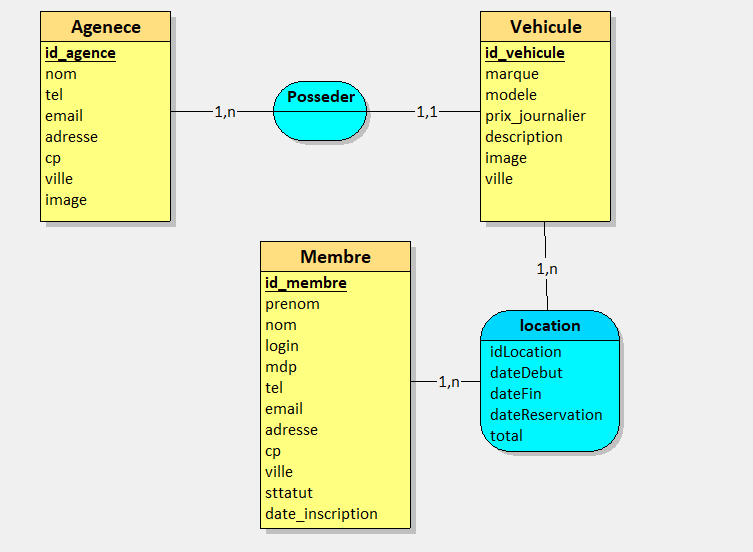 Agenece
id_agence
nom
tel
email
adresse
cp
ville
image
1,n
Posseder
1,1
Vehicule
id_vehicule
marque
modele
prix_journalier
description
image
ville
1,n
Membre
id_membre
prenom
nom
login
mdp
tel
email
adresse
cp
ville
sttatut
date_inscription
1,n
location
idLocation
dateDebut
dateFin
dateReservation
total